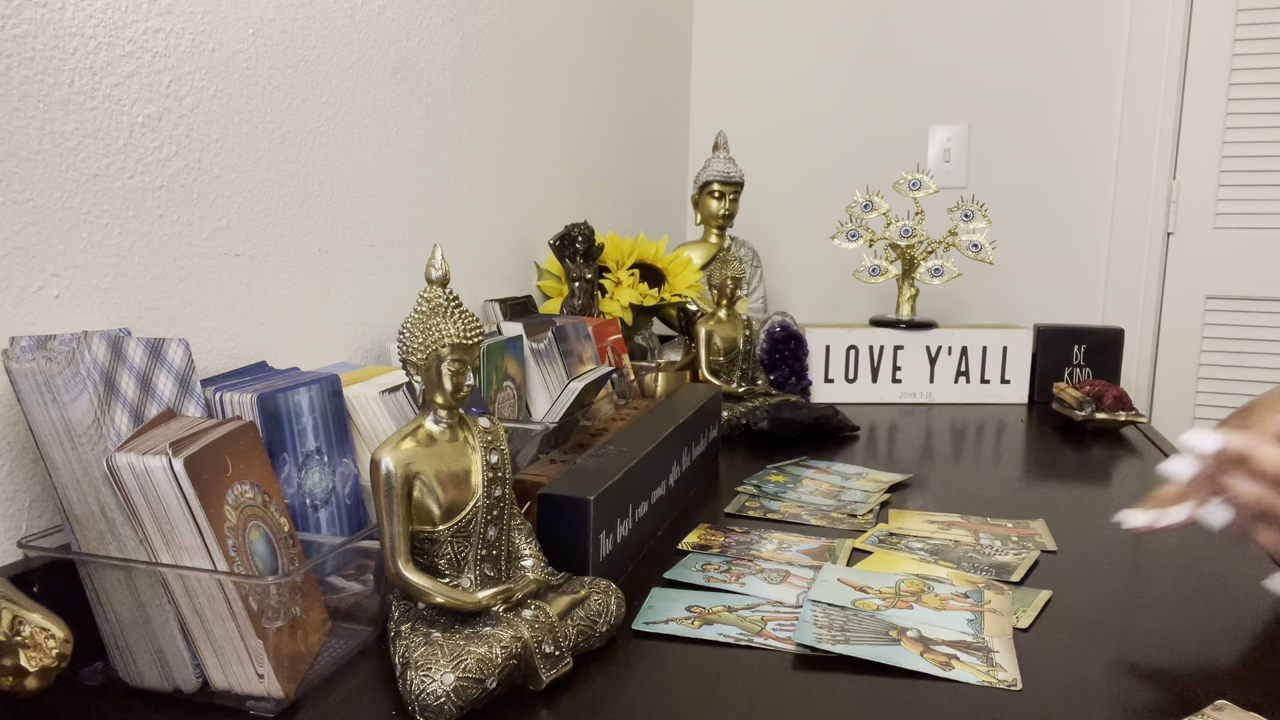 The best view comes after the hardest climb
LOVE Y'ALL
JOHN 3:16
BE
KIND